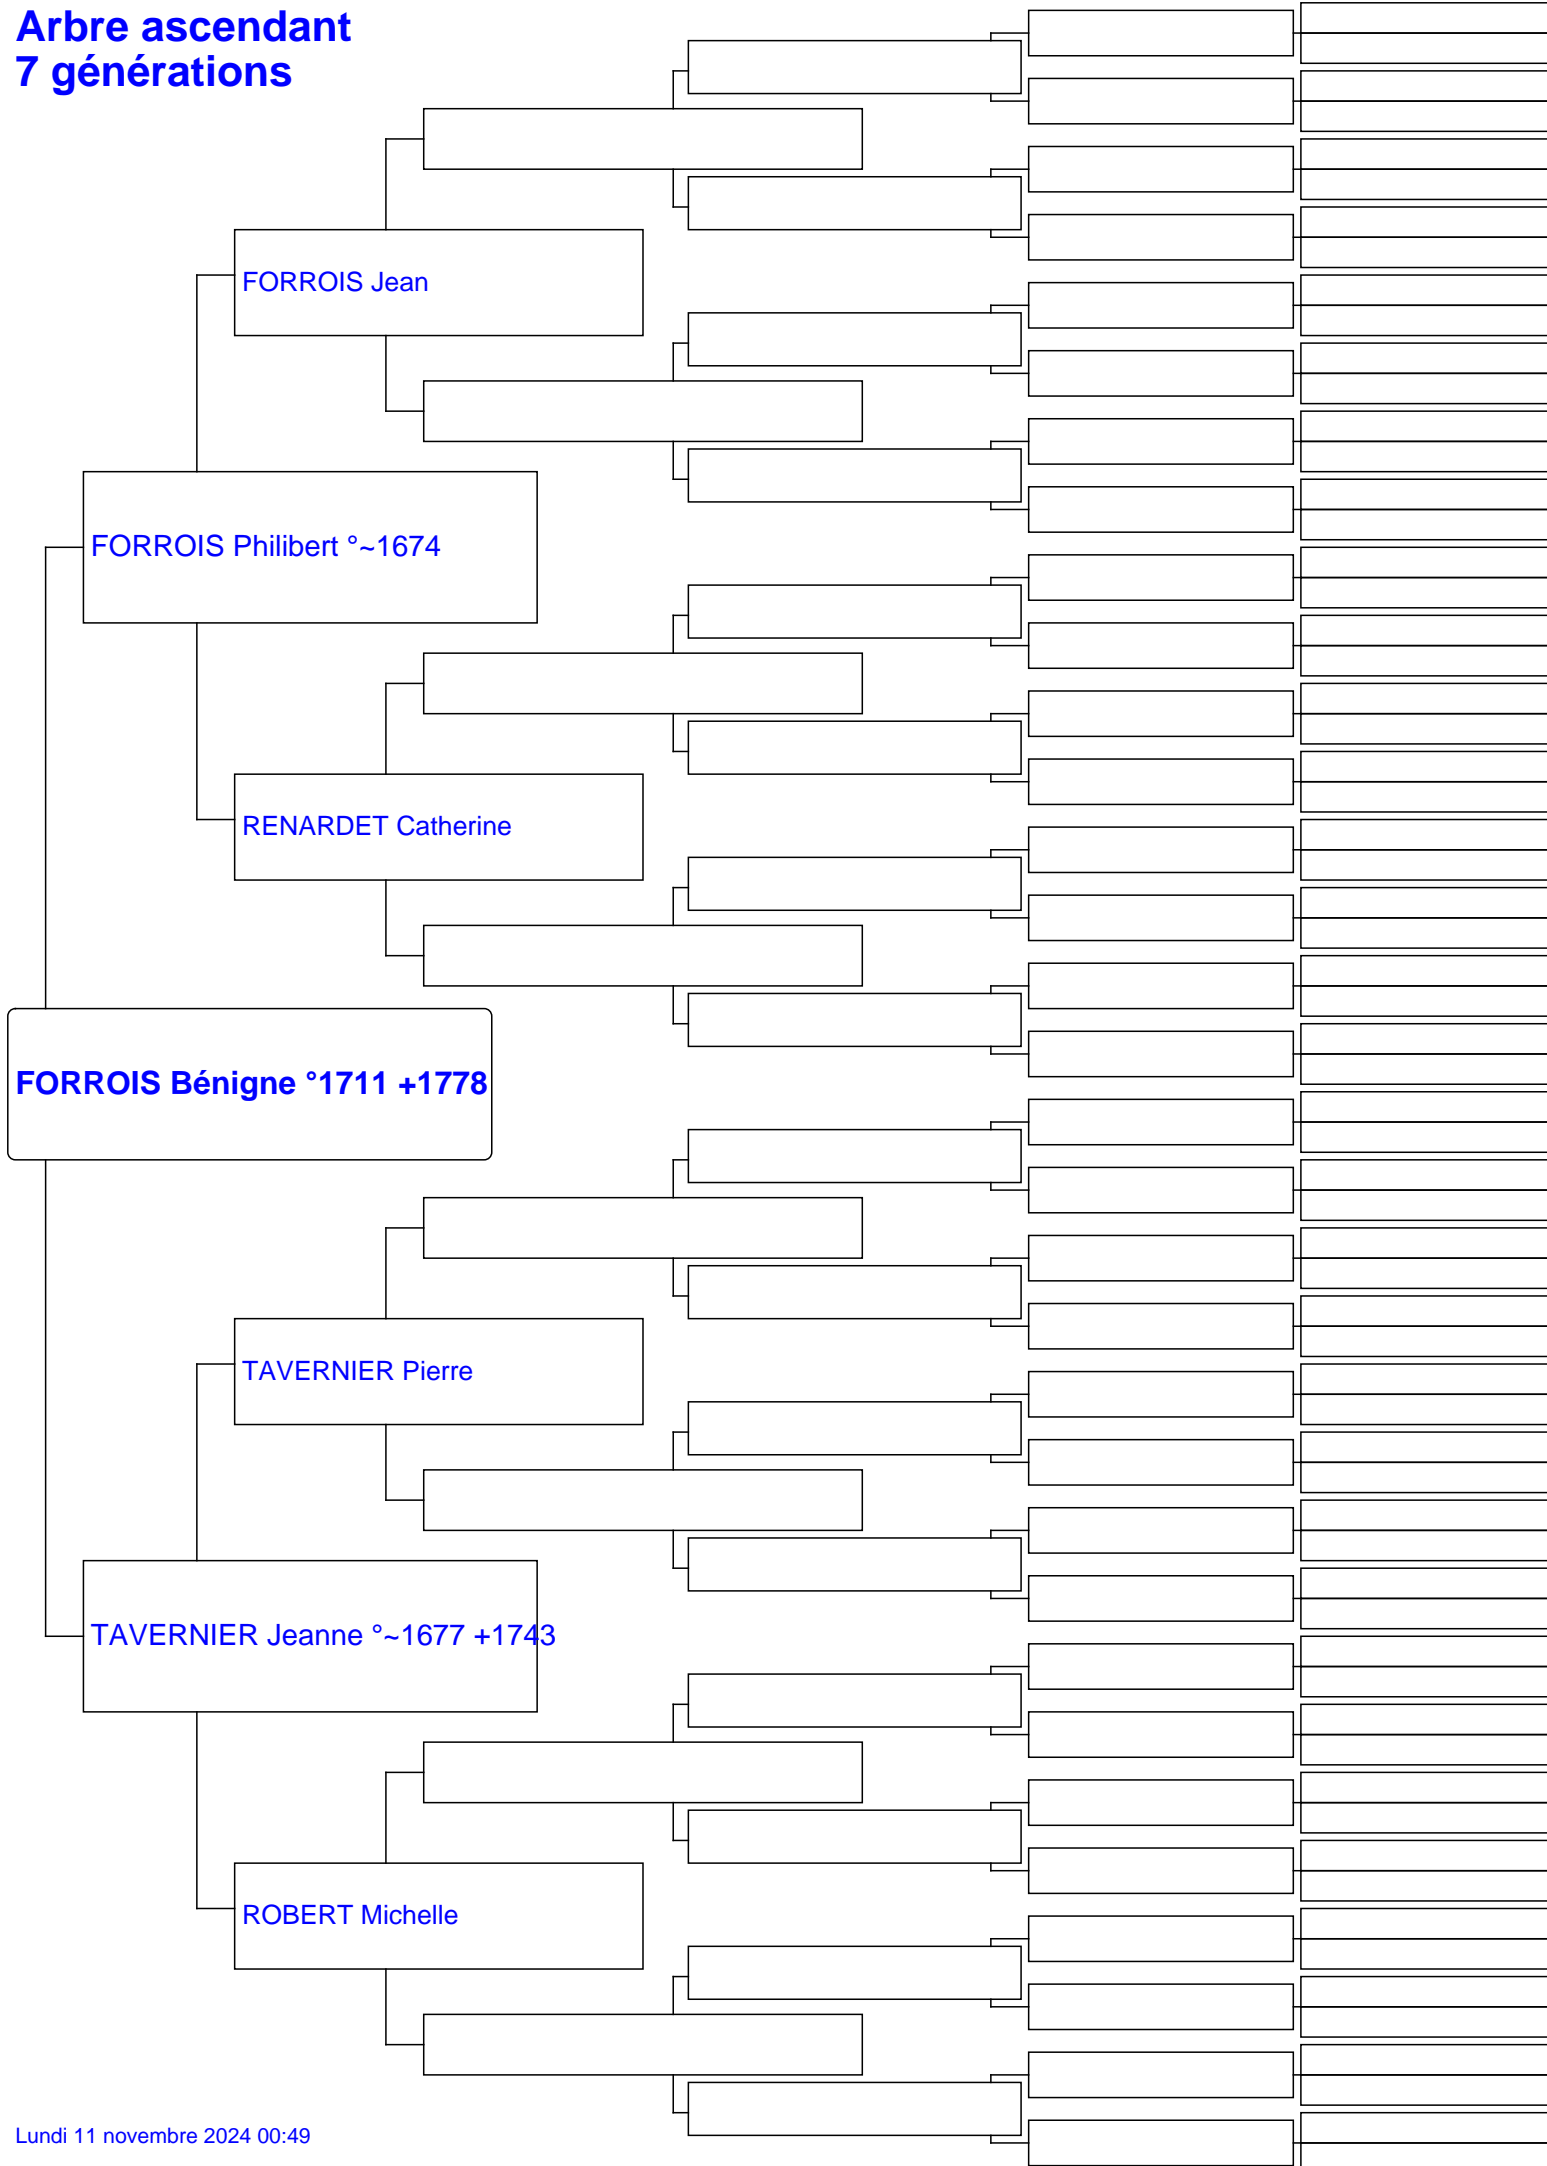 Arbre ascendant
7 générations
FORROIS Jean
FORROIS Philibert °~1674
RENARDET Catherine
FORROIS Bénigne °1711 +1778
TAVERNIER Pierre
TAVERNIER Jeanne °~1677 +1743
ROBERT Michelle
Lundi 11 novembre 2024 00:49